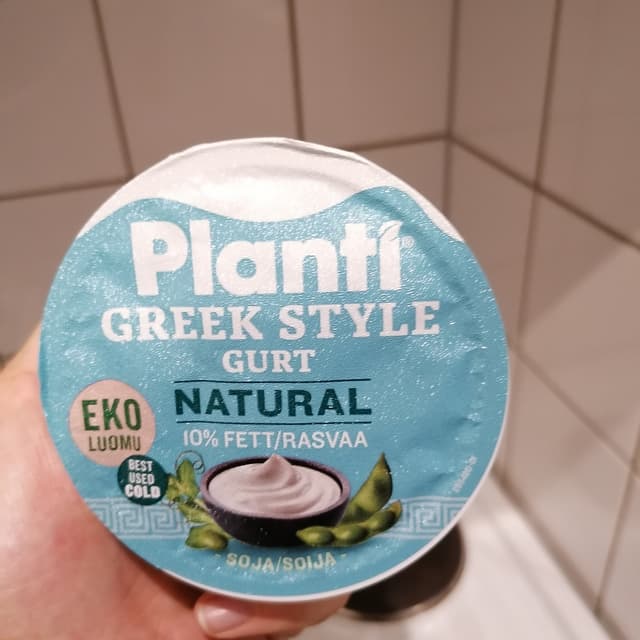 Planti®
GREEK STYLE
GURT
NATURAL
10% FETT/RASVAA
EKO
LUOMU
BEST
USED
COLD
SOJA/SOIJA